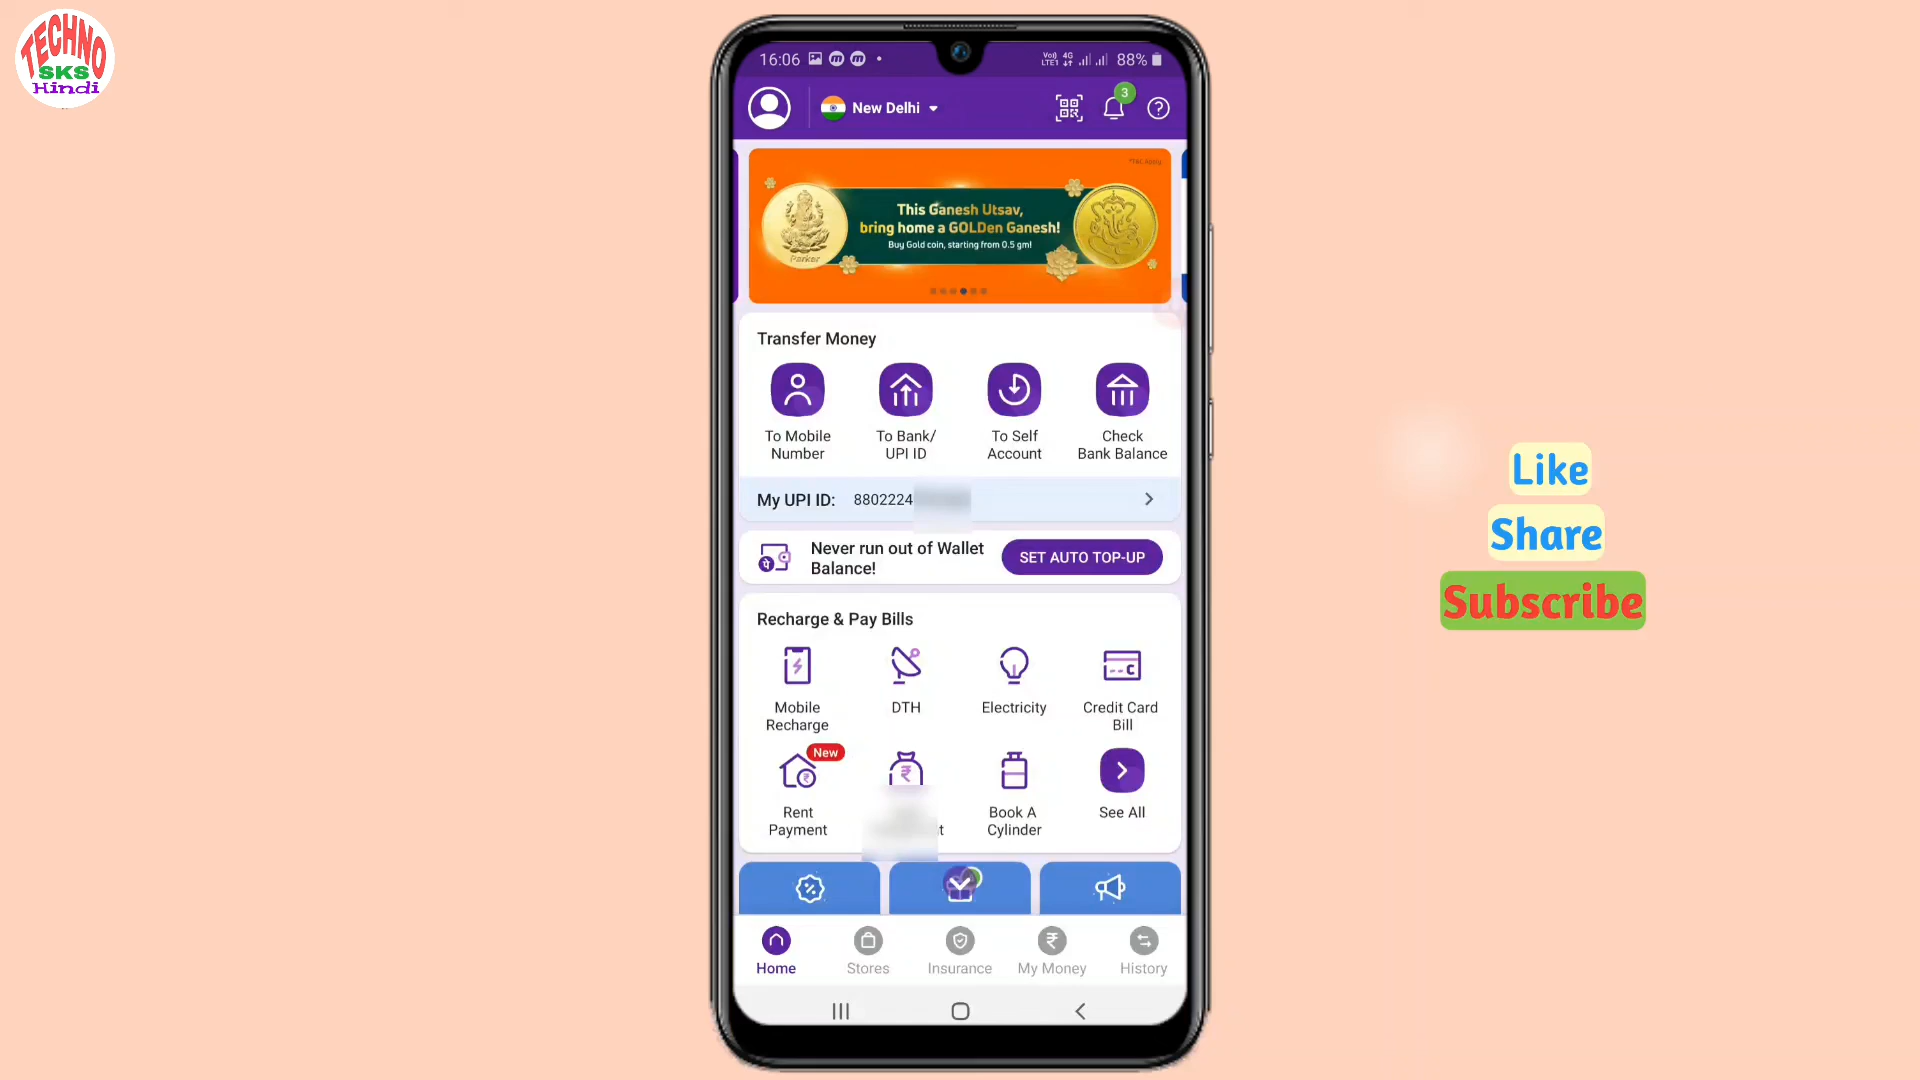 TECHNO
SKS
Hindi
16:06
88%
New Delhi
3
*T&C Apply
This Ganesh Utsav,
bring home a GOLDen Ganesh!
Buy Gold coin, starting from 0.5 gm!
Parker
Transfer Money
To Mobile
Number
To Bank/
UPI ID
To Self
Account
Check
Bank Balance
My UPI ID: 8802224
Never run out of Wallet
Balance!
SET AUTO TOP-UP
Recharge & Pay Bills
Mobile
Recharge
DTH
Electricity
Credit Card
Bill
New
Rent
Payment
Book A
Cylinder
See All
Home
Stores
Insurance
My Money
History
Like
Share
Subscribe